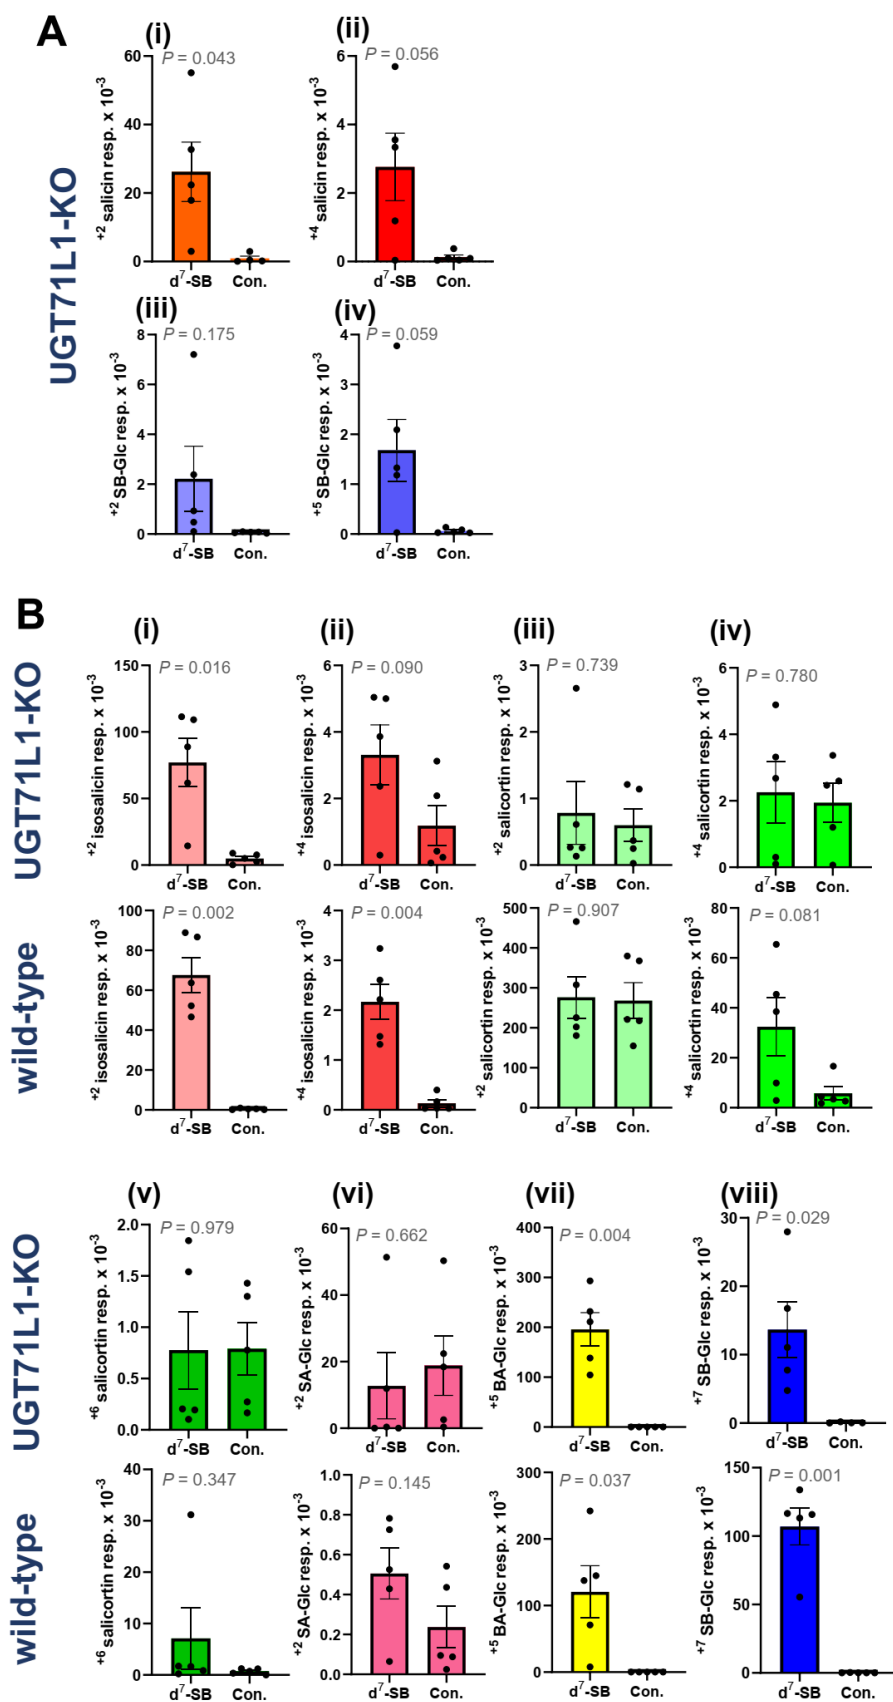 A
UGT71L1-KO
(i)
P = 0.043
+2 salicin resp. x 10-3
60
40
20
0
d7-SB Con.
(ii)
P = 0.056
+4 salicin resp. x 10-3
6
4
2
0
d7-SB Con.
(iii)
P = 0.175
+2 SB-Glc resp. x 10-3
8
6
4
2
0
d7-SB Con.
(iv)
P = 0.059
+5 SB-Glc resp. x 10-3
4
3
2
1
0
d7-SB Con.
B
UGT71L1-KO
(i)
P = 0.016
+2 isosalicin resp. x 10-3
150
100
50
0
d7-SB Con.
(ii)
P = 0.090
+4 isosalicin resp. x 10-3
6
4
2
0
d7-SB Con.
(iii)
P = 0.739
+2 salicortin resp. x 10-3
3
2
1
0
d7-SB Con.
(iv)
P = 0.780
+4 salicortin resp. x 10-3
6
4
2
0
d7-SB Con.
wild-type
P = 0.002
+2 isosalicin resp. x 10-3
100
80
60
40
20
0
d7-SB Con.
P = 0.004
+4 isosalicin resp. x 10-3
4
3
2
1
0
d7-SB Con.
P = 0.907
+2 salicortin resp. x 10-3
500
400
300
200
100
0
d7-SB Con.
P = 0.081
+4 salicortin resp. x 10-3
80
60
40
20
0
d7-SB Con.
UGT71L1-KO
(v)
P = 0.979
+6 salicortin resp. x 10-3
2.0
1.5
1.0
0.5
0.0
d7-SB Con.
(vi)
P = 0.662
+2 SA-Glc resp. x 10-3
60
40
20
0
d7-SB Con.
(vii)
P = 0.004
+5 BA-Glc resp. x 10-3
400
300
200
100
0
d7-SB Con.
(viii)
P = 0.029
+7 SB-Glc resp. x 10-3
30
20
10
0
d7-SB Con.
wild-type
P = 0.347
+6 salicortin resp. x 10-3
40
30
20
10
0
d7-SB Con.
P = 0.145
+2 SA-Glc resp. x 10-3
1.0
0.8
0.6
0.4
0.2
0.0
d7-SB Con.
P = 0.037
+5 BA-Glc resp. x 10-3
300
200
100
0
d7-SB Con.
P = 0.001
+7 SB-Glc resp. x 10-3
150
100
50
0
d7-SB Con.